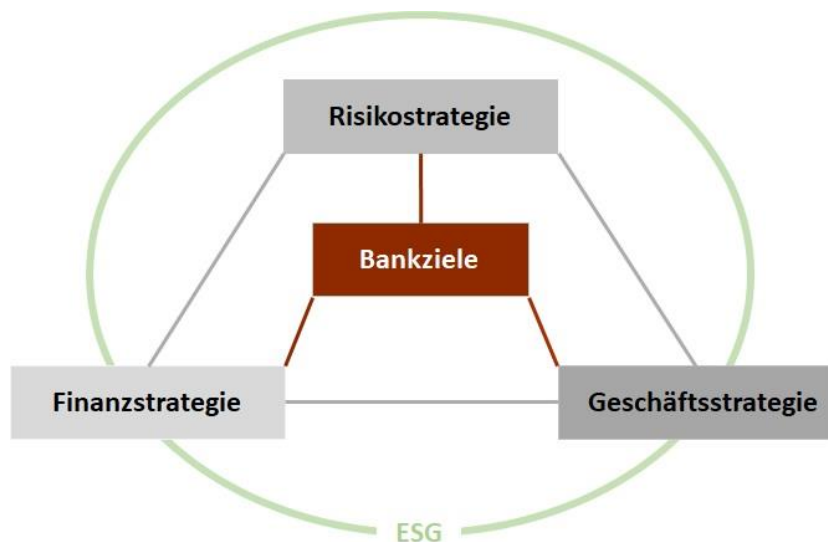 Risikostrategie
Bankziele
Finanzstrategie
Geschäftsstrategie
ESG